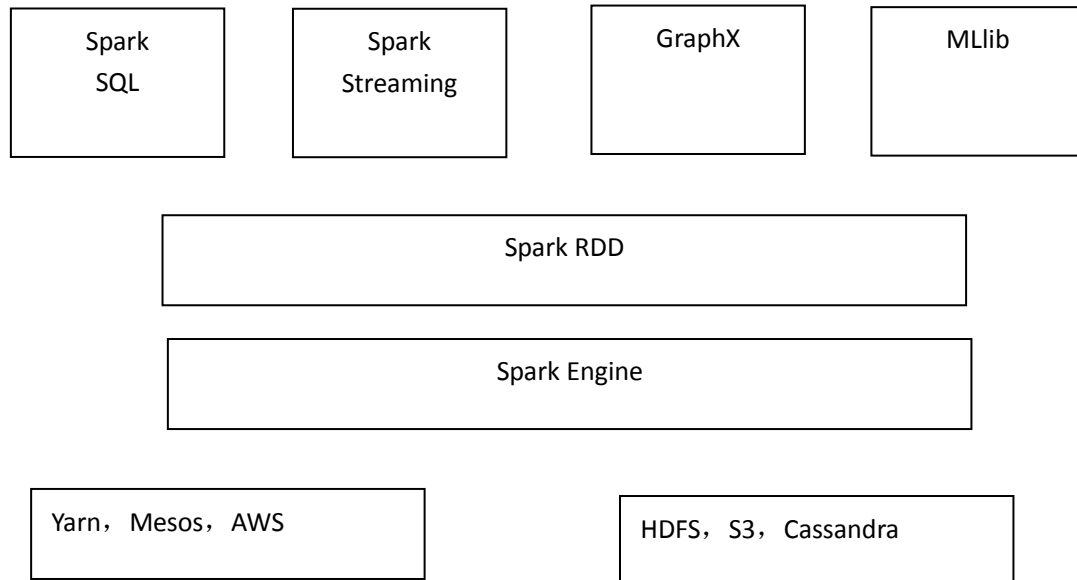 Spark
SQL
Spark
Streaming
GraphX
MLlib
Spark RDD
Spark Engine
Yarn，Mesos，AWS
HDFS，S3，Cassandra